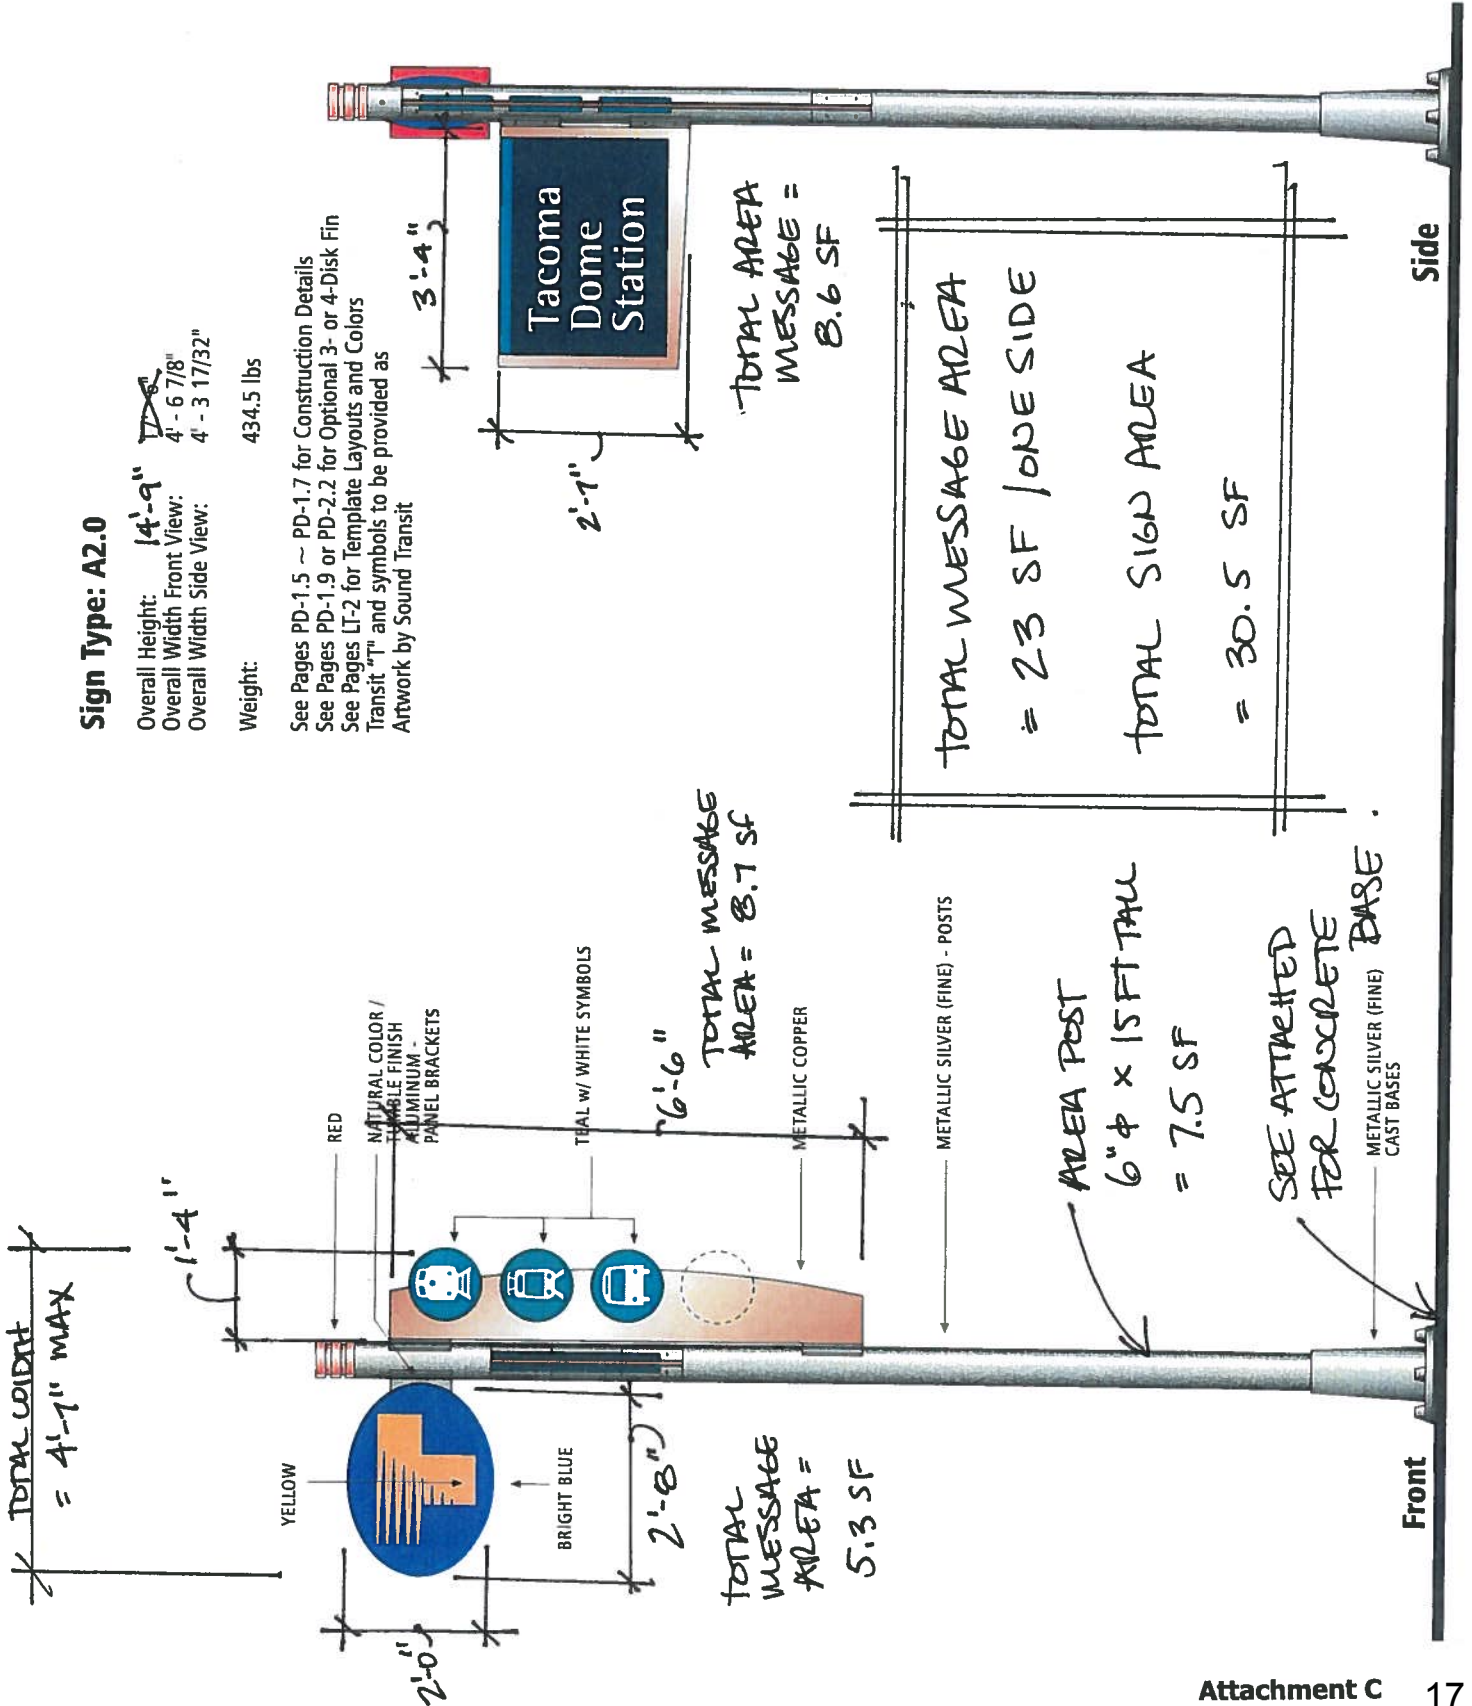 Sign Type: A2.0
Overall Height: 14'-9" 17'-6"
Overall Width Front View: 4' - 6 7/8"
Overall Width Side View: 4' - 3 17/32"
Weight: 434.5 lbs
See Pages PD-1.5 ~ PD-1.7 for Construction Details
See Pages PD-1.9 or PD-2.2 for Optional 3- or 4-Disk Fin
See Pages LT-2 for Template Layouts and Colors
Transit "T" and symbols to be provided as
Artwork by Sound Transit
TOTAL WIDTH
= 4'-7" MAX
1'-4"
2'-0"
YELLOW
BRIGHT BLUE
2'-8"
TOTAL
MESSAGE
AREA =
5.3 SF
RED
NATURAL COLOR /
TUMBLE FINISH
ALUMINUM -
PANEL BRACKETS
TEAL w/ WHITE SYMBOLS
6'-6"
METALLIC COPPER
TOTAL MESSAGE
AREA = 8.7 SF
METALLIC SILVER (FINE) - POSTS
AREA POST
6" φ x 15FT TALL
= 7.5 SF
SEE ATTACHED
FOR CONCRETE
BASE.
METALLIC SILVER (FINE)
CAST BASES
Front
3'-4"
2'-7"
Tacoma
Dome
Station
TOTAL AREA
MESSAGE =
8.6 SF
TOTAL MESSAGE AREA
= 23 SF / ONE SIDE
TOTAL SIGN AREA
= 30.5 SF
Side
Attachment C
17